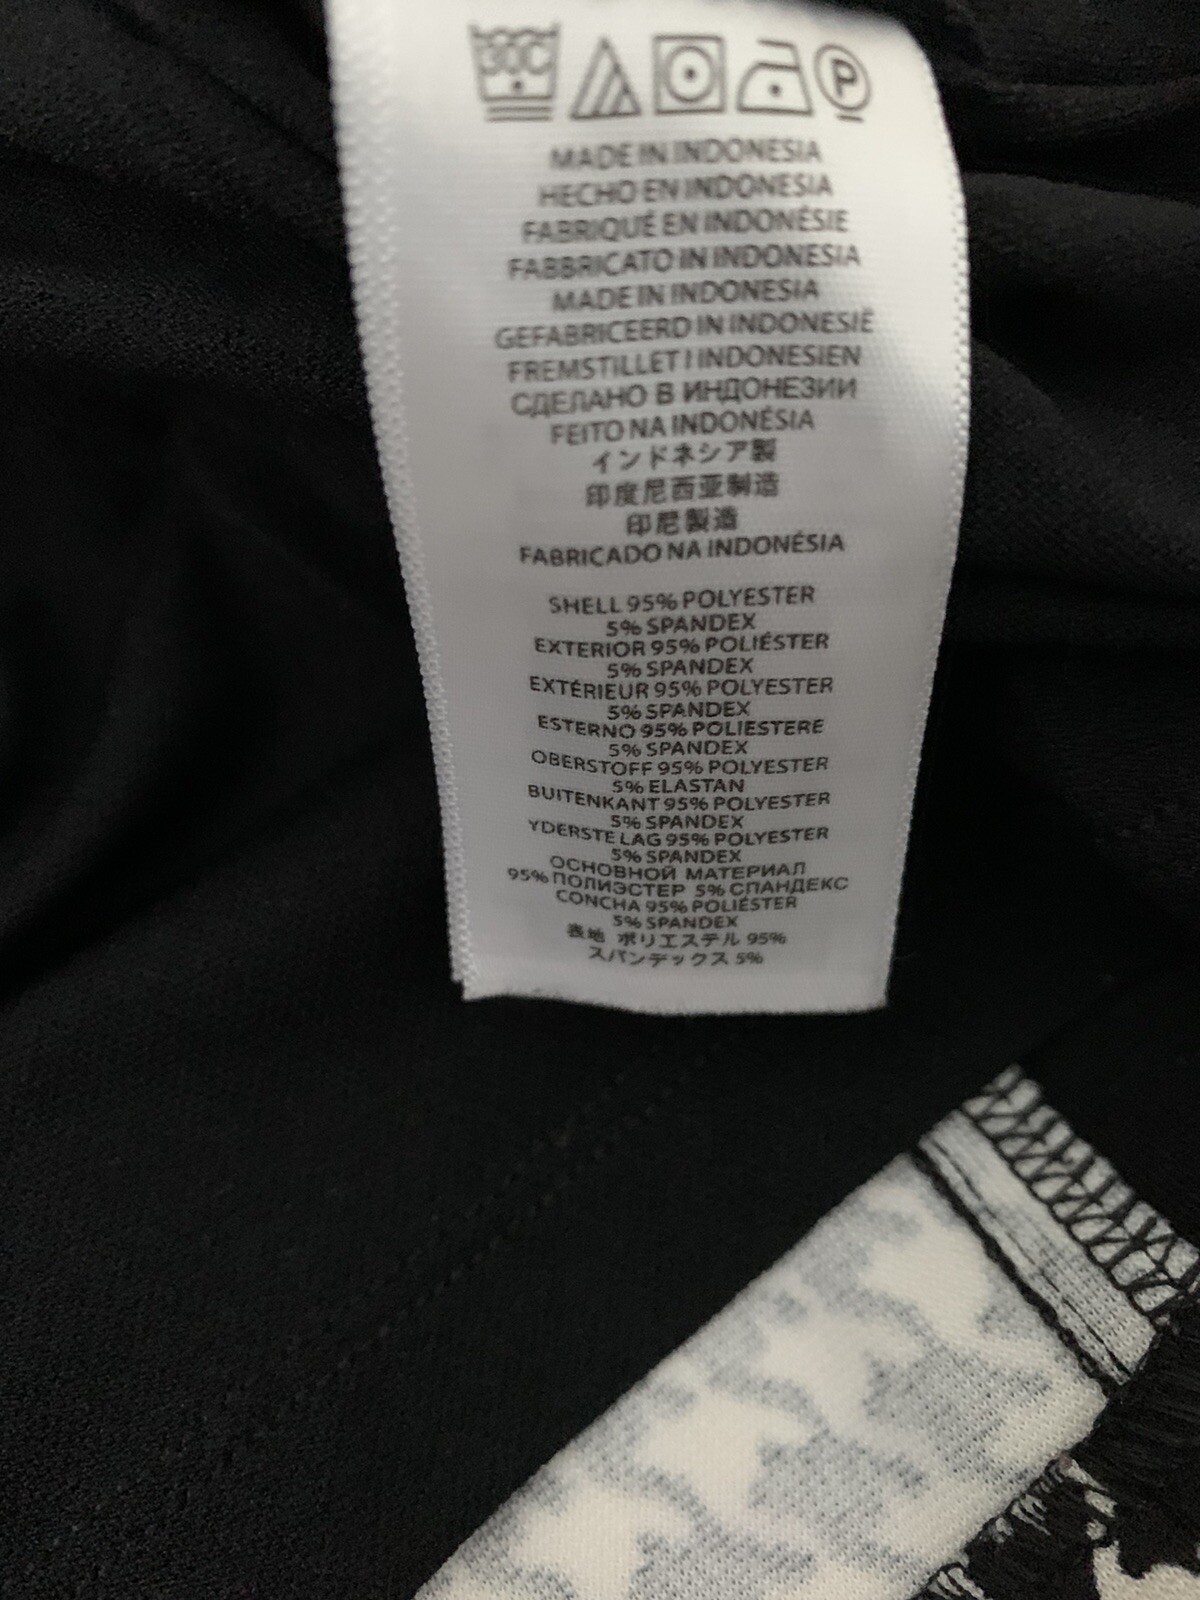 30C P
MADE IN INDONESIA
HECHO EN INDONESIA
FABRIQUÉ EN INDONÉSIE
FABBRICATO IN INDONESIA
MADE IN INDONESIA
GEFABRICEERD IN INDONESIË
FREMSTILLET I INDONESIEN
СДЕЛАНО В ИНДОНЕЗИИ
FEITO NA INDONÉSIA
インドネシア製
印度尼西亚制造
印尼製造
FABRICADO NA INDONÉSIA
SHELL 95% POLYESTER
5% SPANDEX
EXTERIOR 95% POLIÉSTER
5% SPANDEX
EXTÉRIEUR 95% POLYESTER
5% SPANDEX
ESTERNO 95% POLIESTERE
5% SPANDEX
OBERSTOFF 95% POLYESTER
5% ELASTAN
BUITENKANT 95% POLYESTER
5% SPANDEX
YDERSTE LAG 95% POLYESTER
5% SPANDEX
ОСНОВНОЙ МАТЕРИАЛ
95% ПОЛИЭСТЕР 5% СПАНДЕКС
CONCHA 95% POLIÉSTER
5% SPANDEX
表地 ポリエステル 95%
スパンデックス 5%